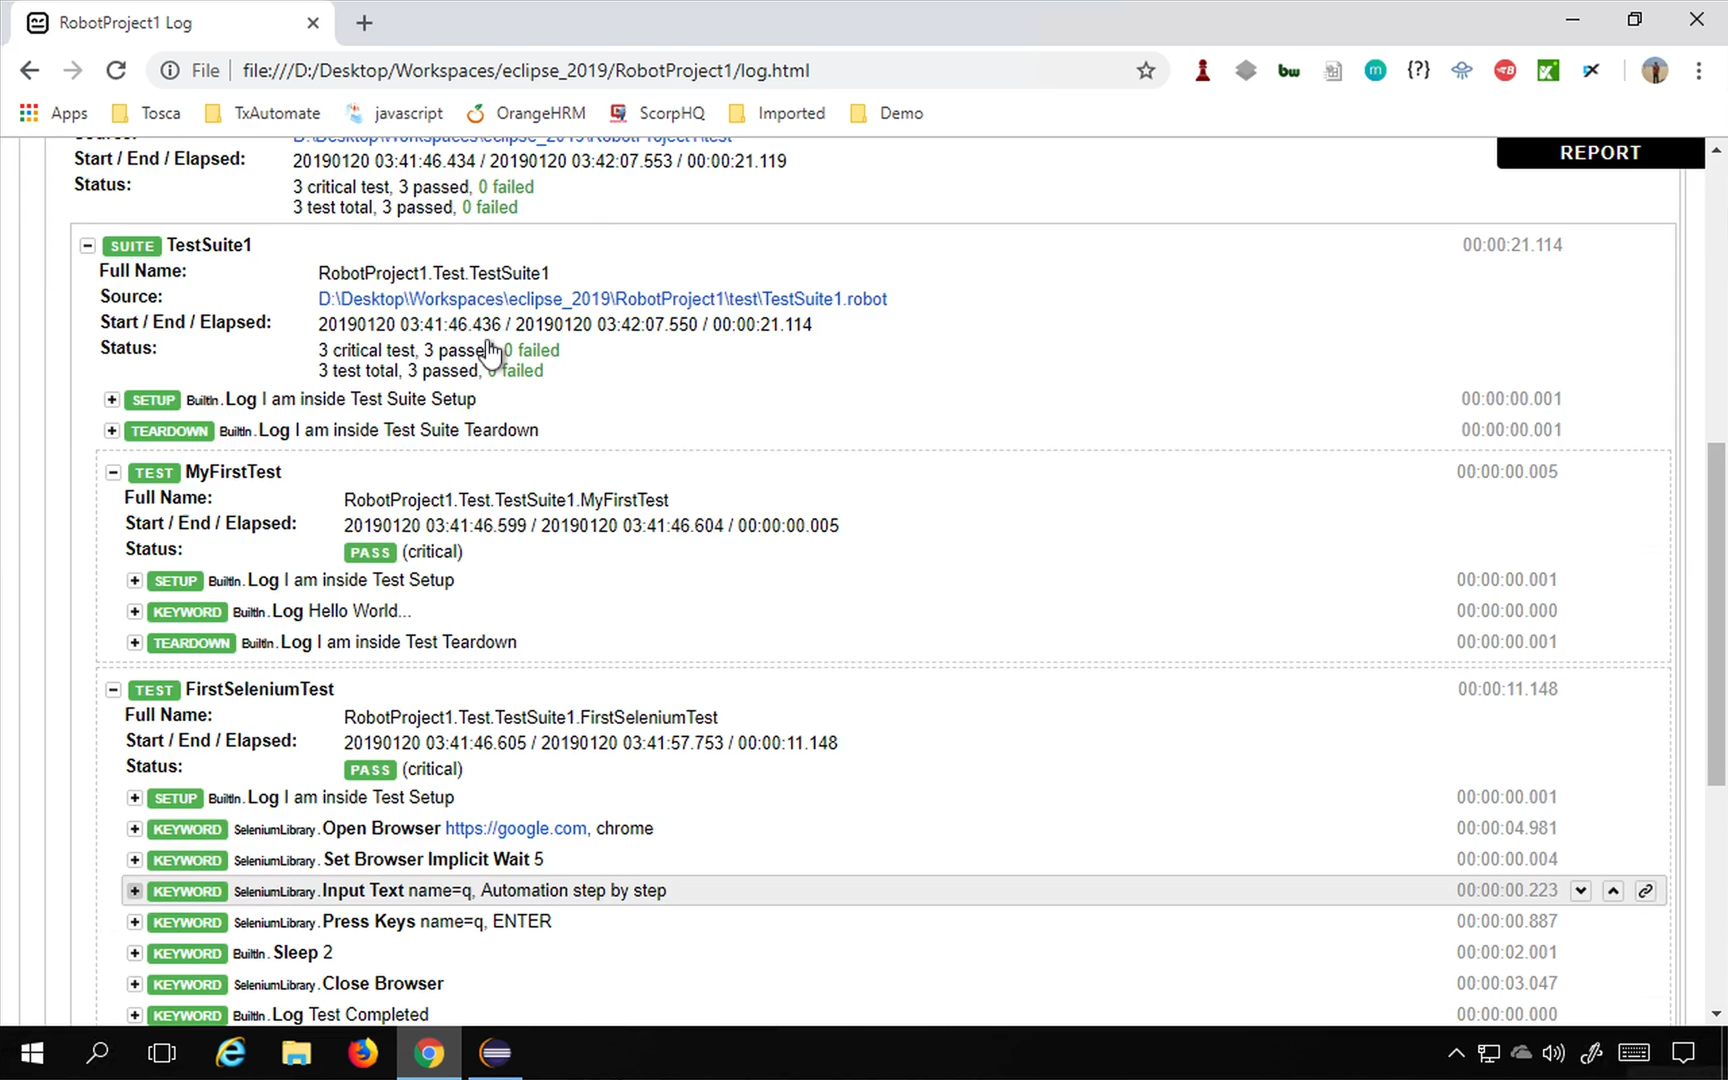 RobotProject1 Log
File
file:///D:/Desktop/Workspaces/eclipse_2019/RobotProject1/log.html
bw
m
{?}
Apps
Tosca
TxAutomate
javascript
OrangeHRM
ScorpHQ
Imported
Demo
REPORT
Start / End / Elapsed: 20190120 03:41:46.434 / 20190120 03:42:07.553 / 00:00:21.119
Status: 3 critical test, 3 passed, 0 failed
3 test total, 3 passed, 0 failed
SUITE TestSuite1 00:00:21.114
Full Name: RobotProject1.Test.TestSuite1
Source: D:\Desktop\Workspaces\eclipse_2019\RobotProject1\test\TestSuite1.robot
Start / End / Elapsed: 20190120 03:41:46.436 / 20190120 03:42:07.550 / 00:00:21.114
Status: 3 critical test, 3 passed, 0 failed
3 test total, 3 passed, 0 failed
SETUP BuiltIn.Log I am inside Test Suite Setup 00:00:00.001
TEARDOWN BuiltIn.Log I am inside Test Suite Teardown 00:00:00.001
TEST MyFirstTest 00:00:00.005
Full Name: RobotProject1.Test.TestSuite1.MyFirstTest
Start / End / Elapsed: 20190120 03:41:46.599 / 20190120 03:41:46.604 / 00:00:00.005
Status: PASS (critical)
SETUP BuiltIn.Log I am inside Test Setup 00:00:00.001
KEYWORD BuiltIn.Log Hello World... 00:00:00.000
TEARDOWN BuiltIn.Log I am inside Test Teardown 00:00:00.001
TEST FirstSeleniumTest 00:00:11.148
Full Name: RobotProject1.Test.TestSuite1.FirstSeleniumTest
Start / End / Elapsed: 20190120 03:41:46.605 / 20190120 03:41:57.753 / 00:00:11.148
Status: PASS (critical)
SETUP BuiltIn.Log I am inside Test Setup 00:00:00.001
KEYWORD SeleniumLibrary.Open Browser https://google.com, chrome 00:00:04.981
KEYWORD SeleniumLibrary.Set Browser Implicit Wait 5 00:00:00.004
KEYWORD SeleniumLibrary.Input Text name=q, Automation step by step 00:00:00.223
KEYWORD SeleniumLibrary.Press Keys name=q, ENTER 00:00:00.887
KEYWORD BuiltIn.Sleep 2 00:00:02.001
KEYWORD SeleniumLibrary.Close Browser 00:00:03.047
KEYWORD BuiltIn.Log Test Completed 00:00:00.000